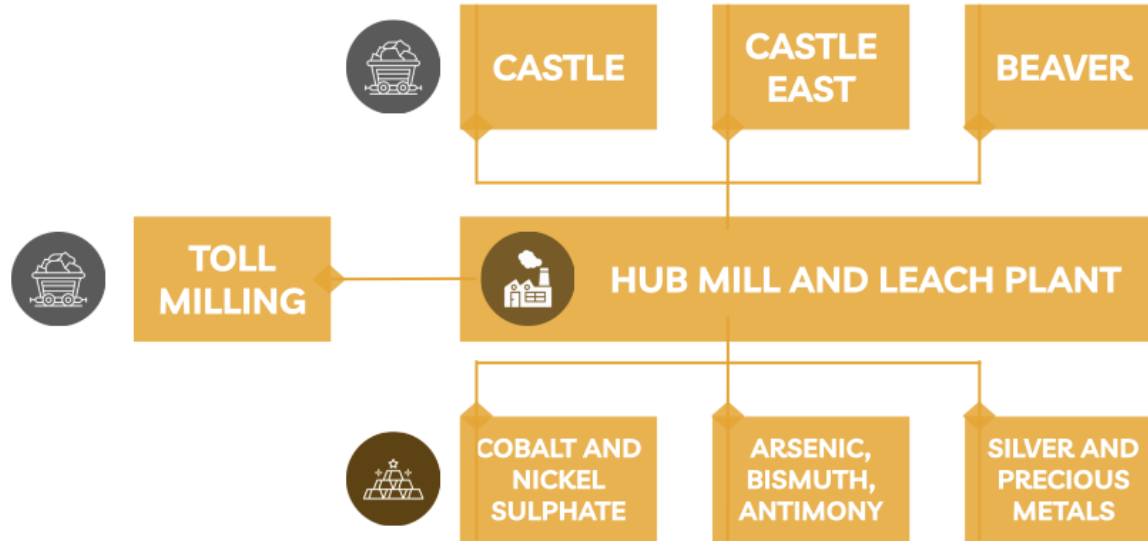 CASTLE
CASTLE
EAST
BEAVER
TOLL
MILLING
HUB MILL AND LEACH PLANT
COBALT AND
NICKEL
SULPHATE
ARSENIC,
BISMUTH,
ANTIMONY
SILVER AND
PRECIOUS
METALS